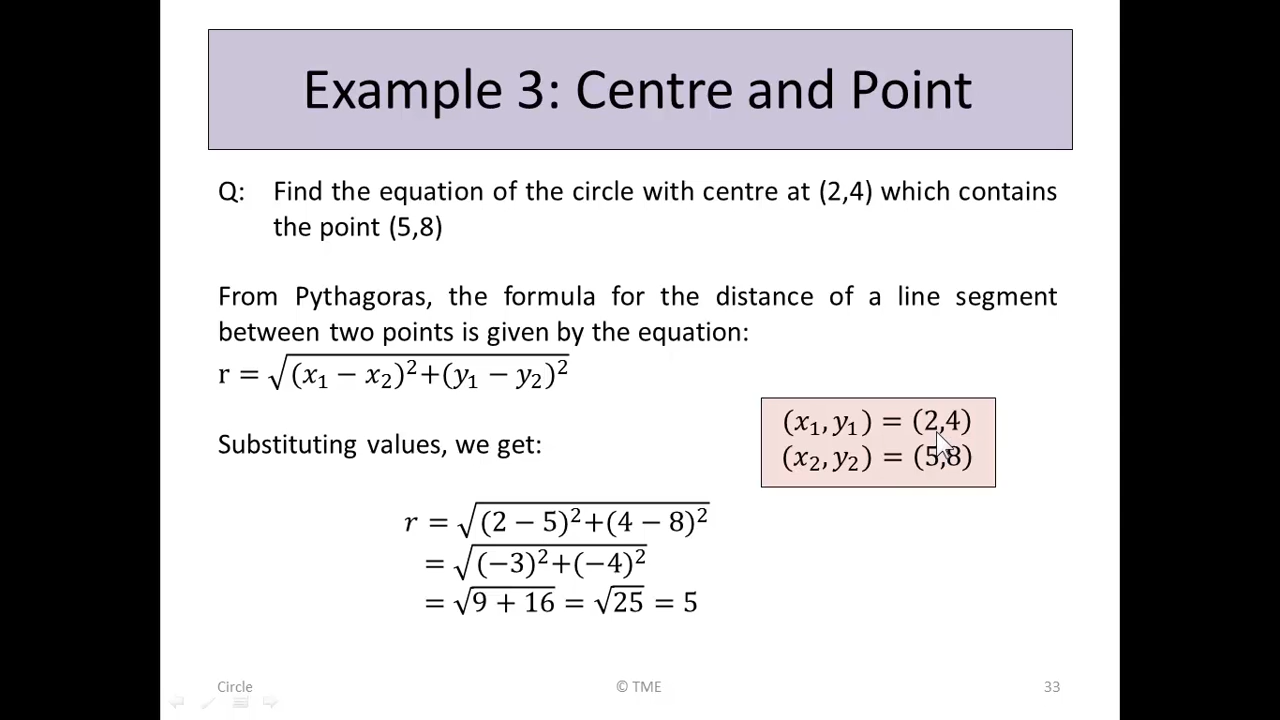 Example 3: Centre and Point
Q: Find the equation of the circle with centre at (2,4) which contains
the point (5,8)
From Pythagoras, the formula for the distance of a line segment
between two points is given by the equation:
r = √((x₁ − x₂)²+(y₁ − y₂)²)
(x₁, y₁) = (2,4)
(x₂, y₂) = (5,8)
Substituting values, we get:
r = √((2 − 5)²+(4 − 8)²)
= √((−3)²+(−4)²)
= √(9 + 16) = √25 = 5
Circle © TME 33